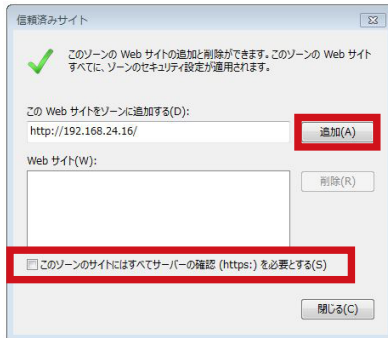 信頼済みサイト
このゾーンの Web サイトの追加と削除ができます。このゾーンの Web サイト
すべてに、ゾーンのセキュリティ設定が適用されます。
この Web サイトをゾーンに追加する(D):
http://192.168.24.16/
追加(A)
Web サイト(W):
削除(R)
このゾーンのサイトにはすべてサーバーの確認 (https:) を必要とする(S)
閉じる(C)